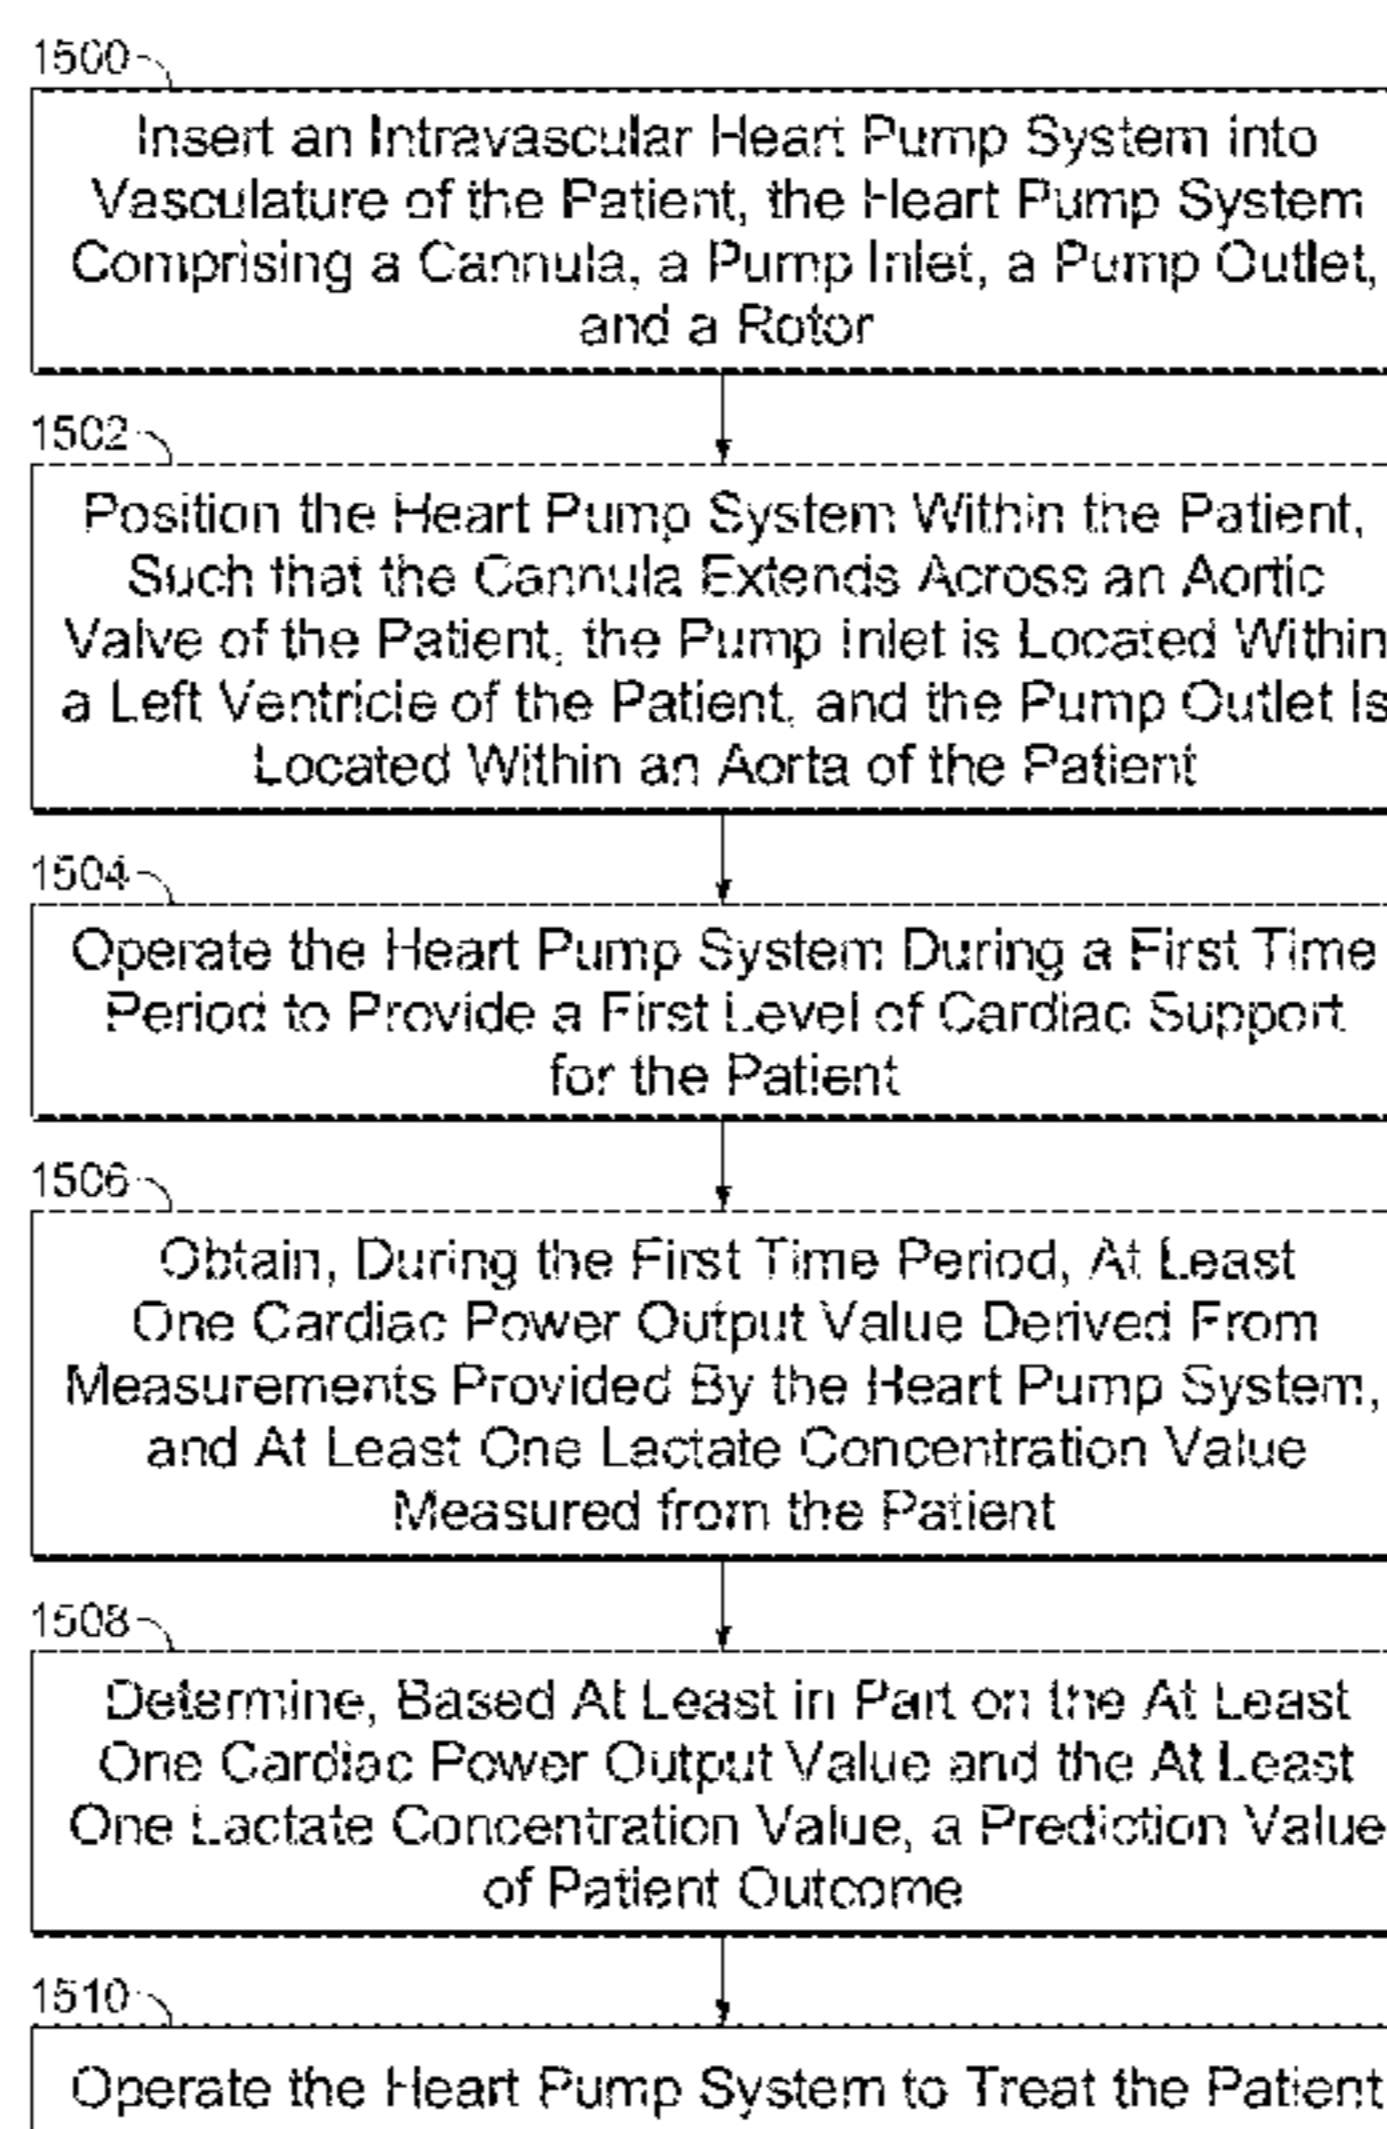 1500
Insert an Intravascular Heart Pump System into
Vasculature of the Patient, the Heart Pump System
Comprising a Cannula, a Pump Inlet, a Pump Outlet,
and a Rotor
1502
Position the Heart Pump System Within the Patient,
Such that the Cannula Extends Across an Aortic
Valve of the Patient, the Pump Inlet is Located Within
a Left Ventricle of the Patient, and the Pump Outlet Is
Located Within an Aorta of the Patient
1504
Operate the Heart Pump System During a First Time
Period to Provide a First Level of Cardiac Support
for the Patient
1506
Obtain, During the First Time Period, At Least
One Cardiac Power Output Value Derived From
Measurements Provided By the Heart Pump System,
and At Least One Lactate Concentration Value
Measured from the Patient
1508
Determine, Based At Least in Part on the At Least
One Cardiac Power Output Value and the At Least
One Lactate Concentration Value, a Prediction Value
of Patient Outcome
1510
Operate the Heart Pump System to Treat the Patient